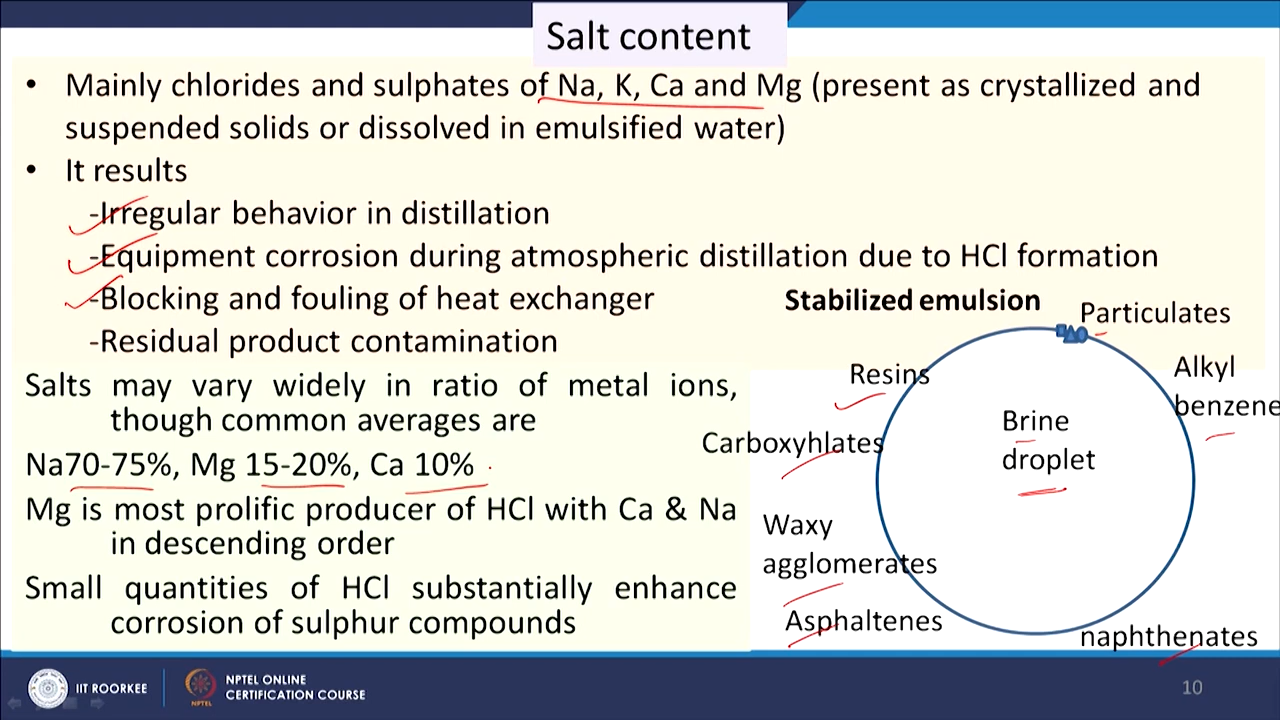 Salt content
• Mainly chlorides and sulphates of Na, K, Ca and Mg (present as crystallized and
suspended solids or dissolved in emulsified water)
• It results
-Irregular behavior in distillation
-Equipment corrosion during atmospheric distillation due to HCl formation
-Blocking and fouling of heat exchanger
-Residual product contamination
Salts may vary widely in ratio of metal ions,
though common averages are
Na70-75%, Mg 15-20%, Ca 10%
Mg is most prolific producer of HCl with Ca & Na
in descending order
Small quantities of HCl substantially enhance
corrosion of sulphur compounds
Stabilized emulsion
Particulates
Resins
Alkyl
benzene
Brine
droplet
Carboxyhlates
Waxy
agglomerates
Asphaltenes
naphthenates
IIT ROORKEE
NPTEL
NPTEL ONLINE
CERTIFICATION COURSE
10